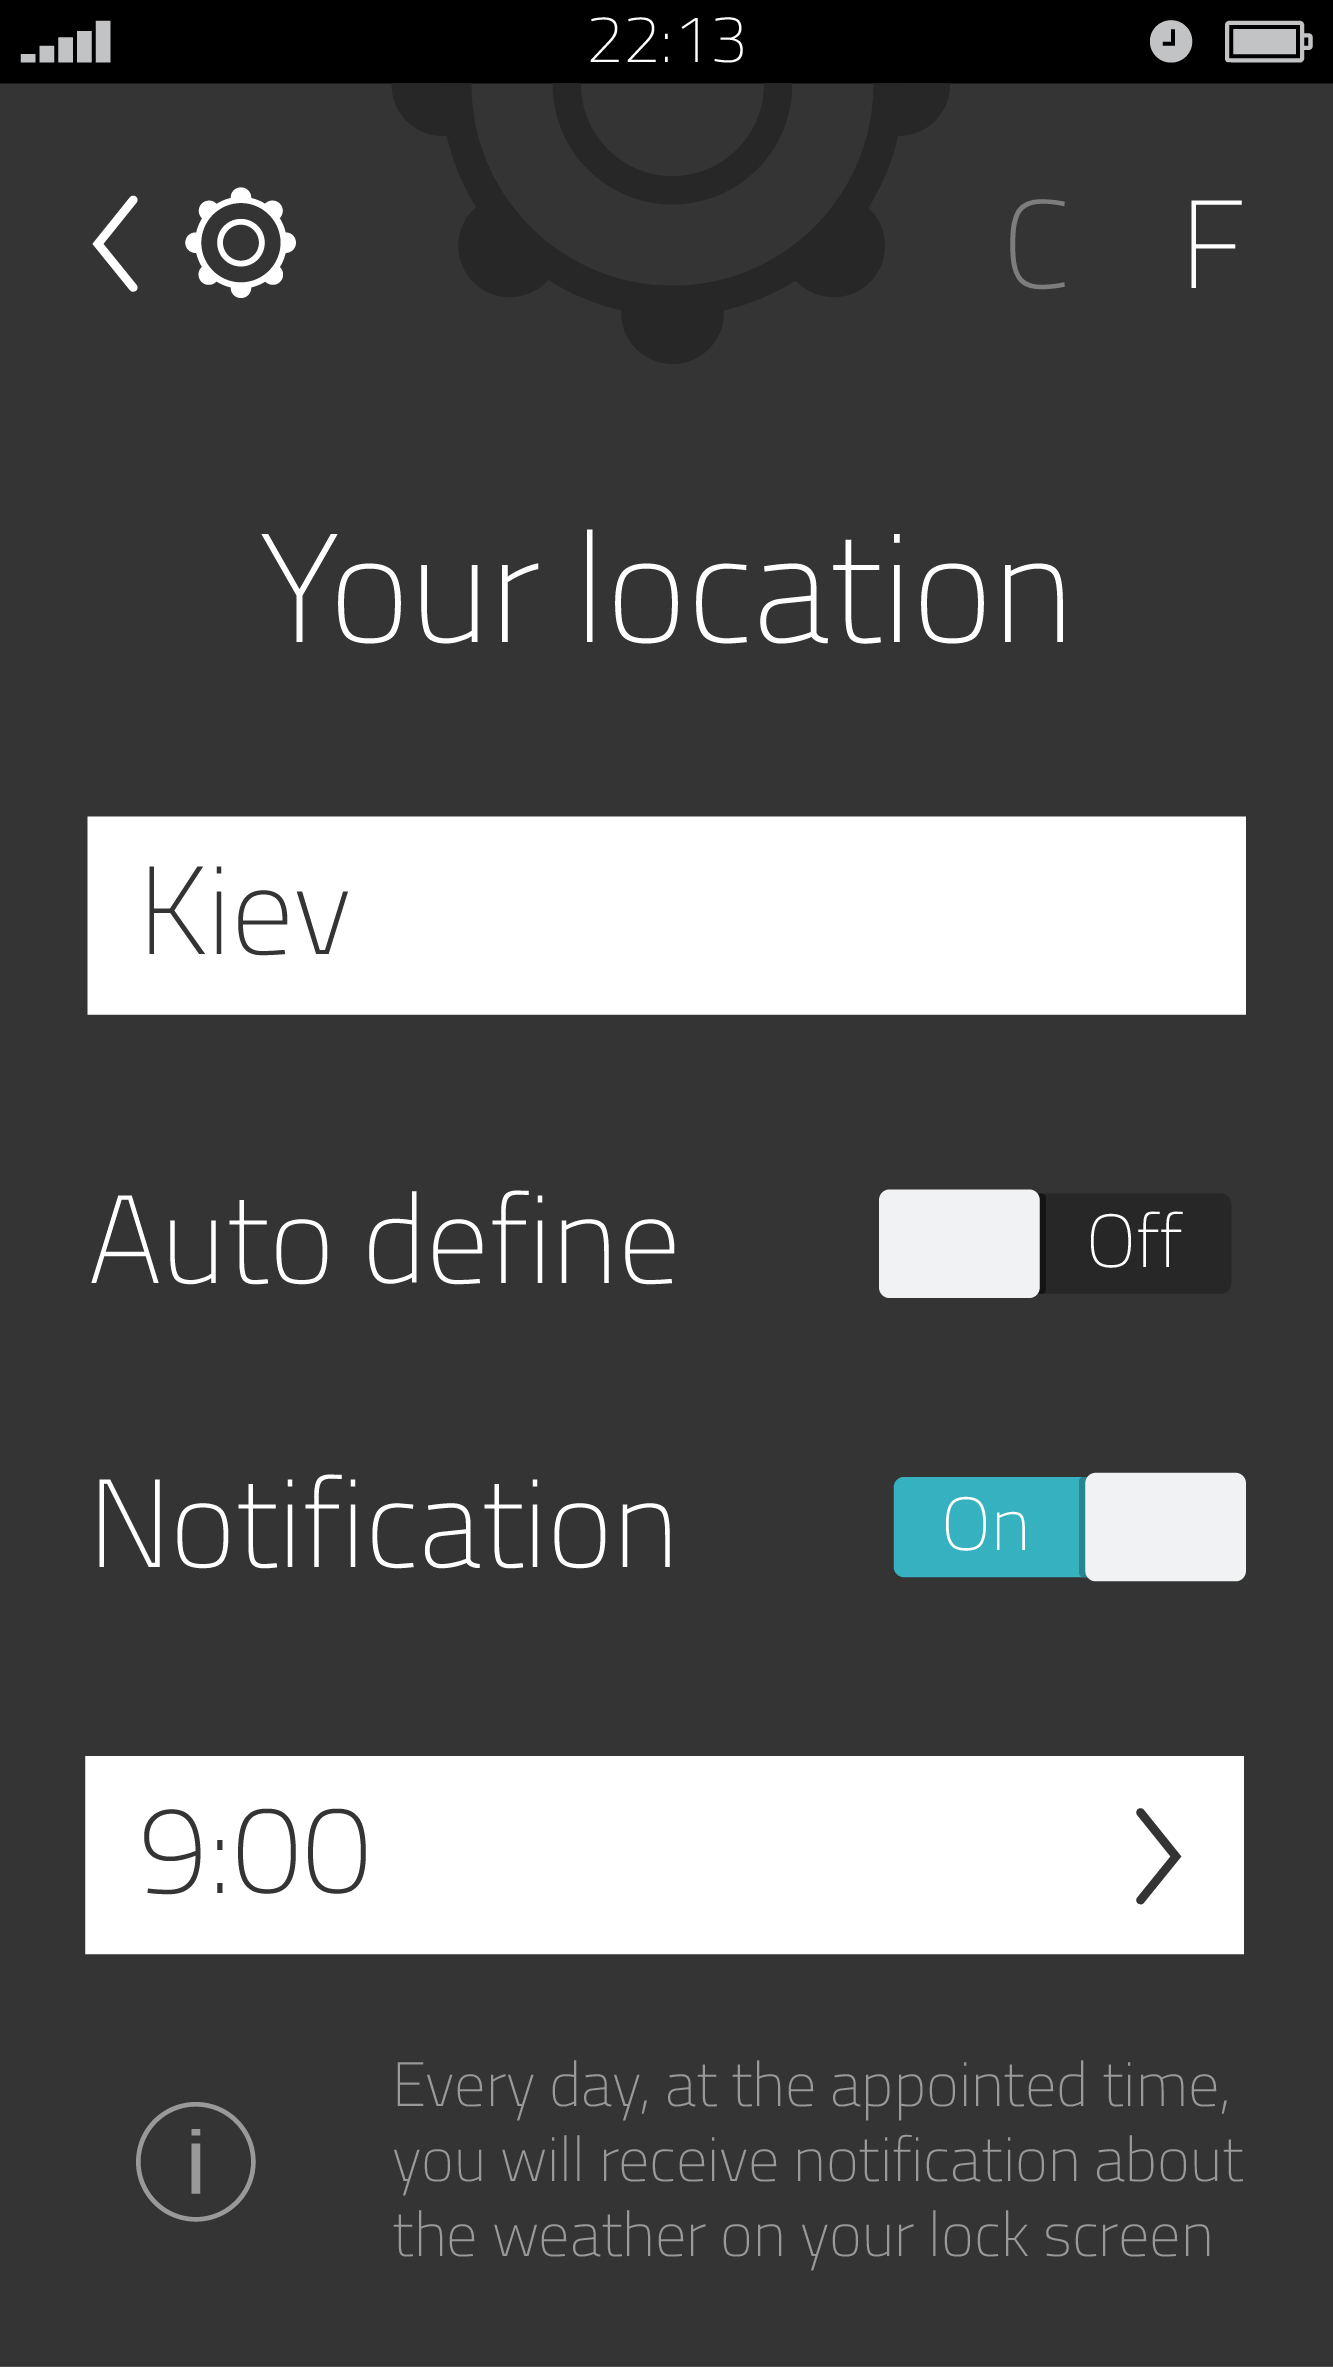 22:13
C F
Your location
Kiev
Auto define Off
Notification On
9:00
Every day, at the appointed time,
you will receive notification about
the weather on your lock screen